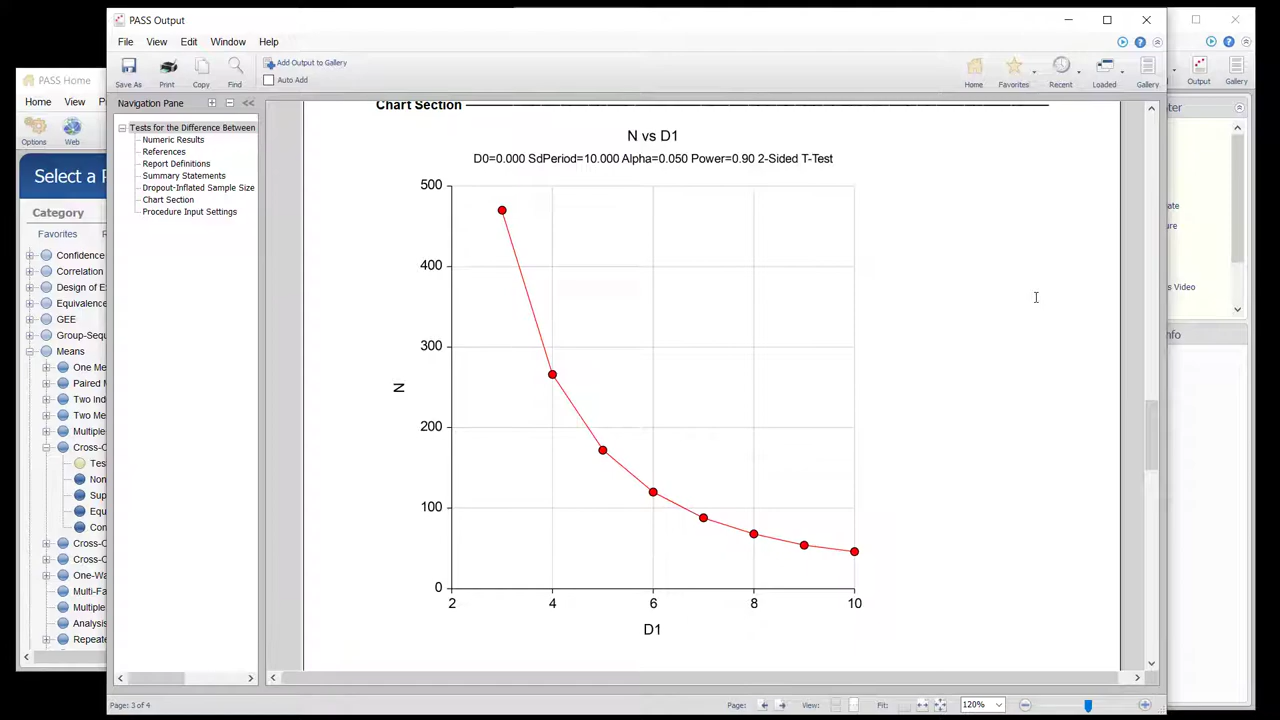 PASS Output
File View Edit Window Help
Save As Print Copy Find
Add Output to Gallery
Auto Add
Home Favorites Recent Loaded Gallery
Output Gallery
PASS Home
Home View
Options Web
Select a
Category
Favorites
Confidence
Correlation
Design of
Equivalence
GEE
Group-Sequ
Means
One Me
Paired
Two Ind
Two Me
Multiple
Cross-O
Tes
Non
Sup
Equ
Con
Cross-O
Cross-O
One-Wa
Multi-Fa
Multiple
Analysis
Repeate
Navigation Pane
Tests for the Difference Between
Numeric Results
References
Report Definitions
Summary Statements
Dropout-Inflated Sample Size
Chart Section
Procedure Input Settings
Chart Section
N vs D1
D0=0.000 SdPeriod=10.000 Alpha=0.050 Power=0.90 2-Sided T-Test
500
400
300
N
200
100
0
2 4 6 8 10
D1
ter
ate
ure
s Video
nfo
Page: 3 of 4
Page: View: Fit: 120%